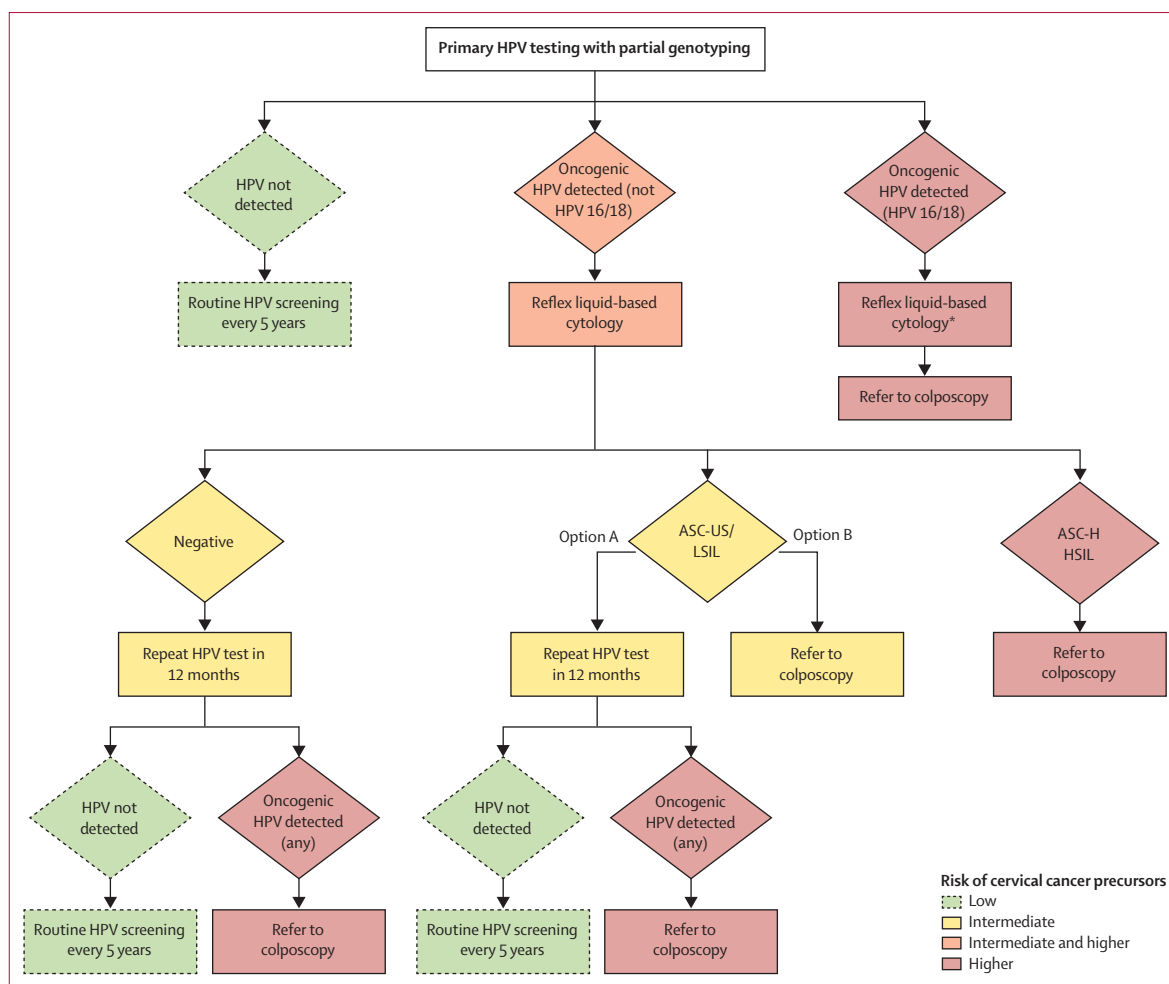 Primary HPV testing with partial genotyping
HPV not
detected
Oncogenic
HPV detected (not
HPV 16/18)
Oncogenic
HPV detected
(HPV 16/18)
Routine HPV screening
every 5 years
Reflex liquid-based
cytology
Reflex liquid-based
cytology*
Refer to colposcopy
Negative
Option A
ASC-US/
LSIL
Option B
ASC-H
HSIL
Repeat HPV test in
12 months
Repeat HPV test
in 12 months
Refer to
colposcopy
Refer to
colposcopy
HPV not
detected
Oncogenic
HPV detected
(any)
HPV not
detected
Oncogenic
HPV detected
(any)
Routine HPV screening
every 5 years
Refer to
colposcopy
Routine HPV screening
every 5 years
Refer to
colposcopy
Risk of cervical cancer precursors
Low
Intermediate
Intermediate and higher
Higher